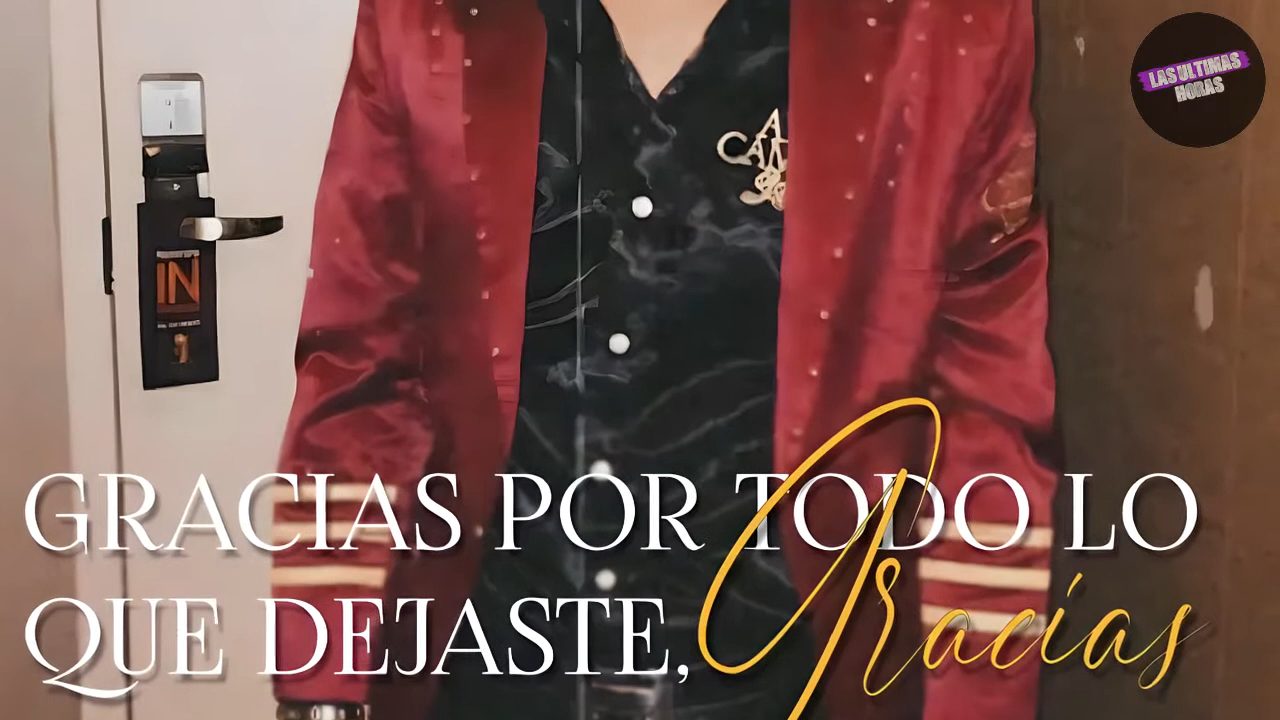 LAS ULTIMAS
HORAS
IN
GRACIAS POR TODO LO
QUE DEJASTE,
Gracias